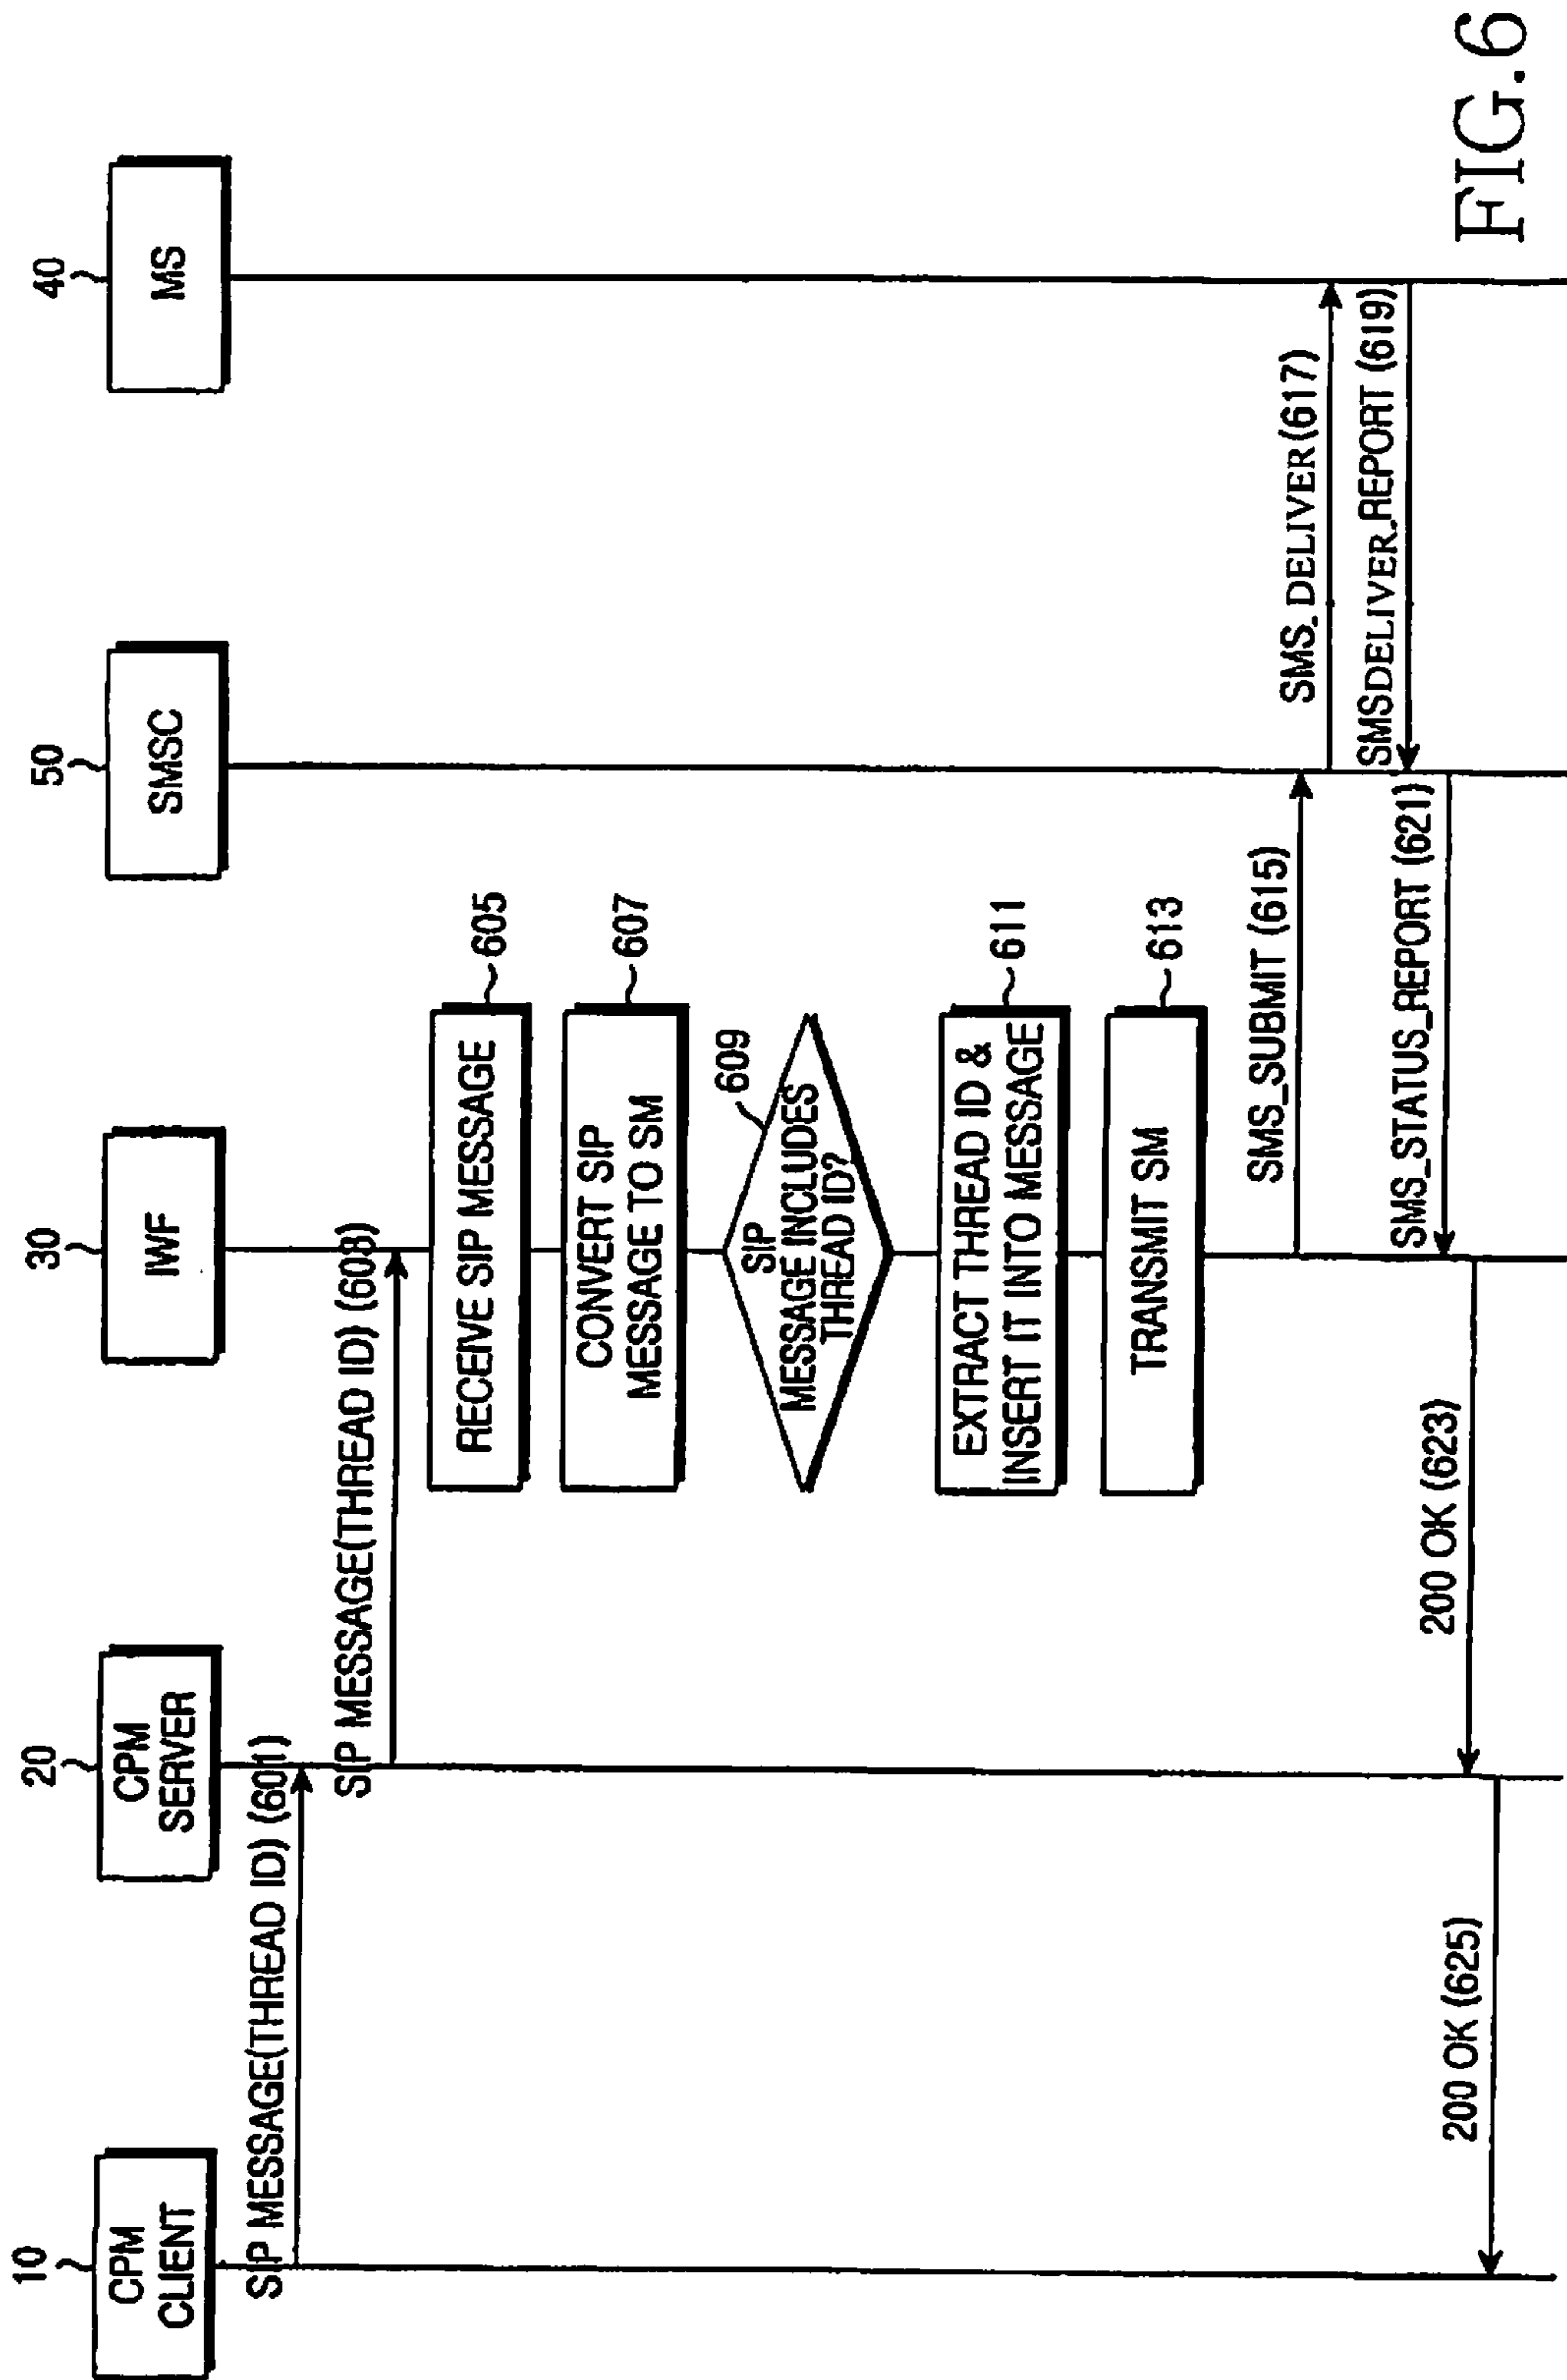 10
CPM
CLIENT
20
CPM
SERVER
30
IWF
50
SMSC
40
MS
SIP MESSAGE(THREAD ID) (601)
SIP MESSAGE(THREAD ID) (608)
RECEIVE SIP MESSAGE
605
CONVERT SIP
MESSAGE TO SM
607
609
SIP
MESSAGE INCLUDES
THREAD ID?
EXTRACT THREAD ID &
INSERT IT INTO MESSAGE
611
TRANSMIT SM
613
SMS_SUBMIT (615)
SMS_DELIVER(617)
SMSDELIVER_REPORT (619)
SMS_STATUS_REPORT (621)
200 OK (623)
200 OK (625)
FIG.6